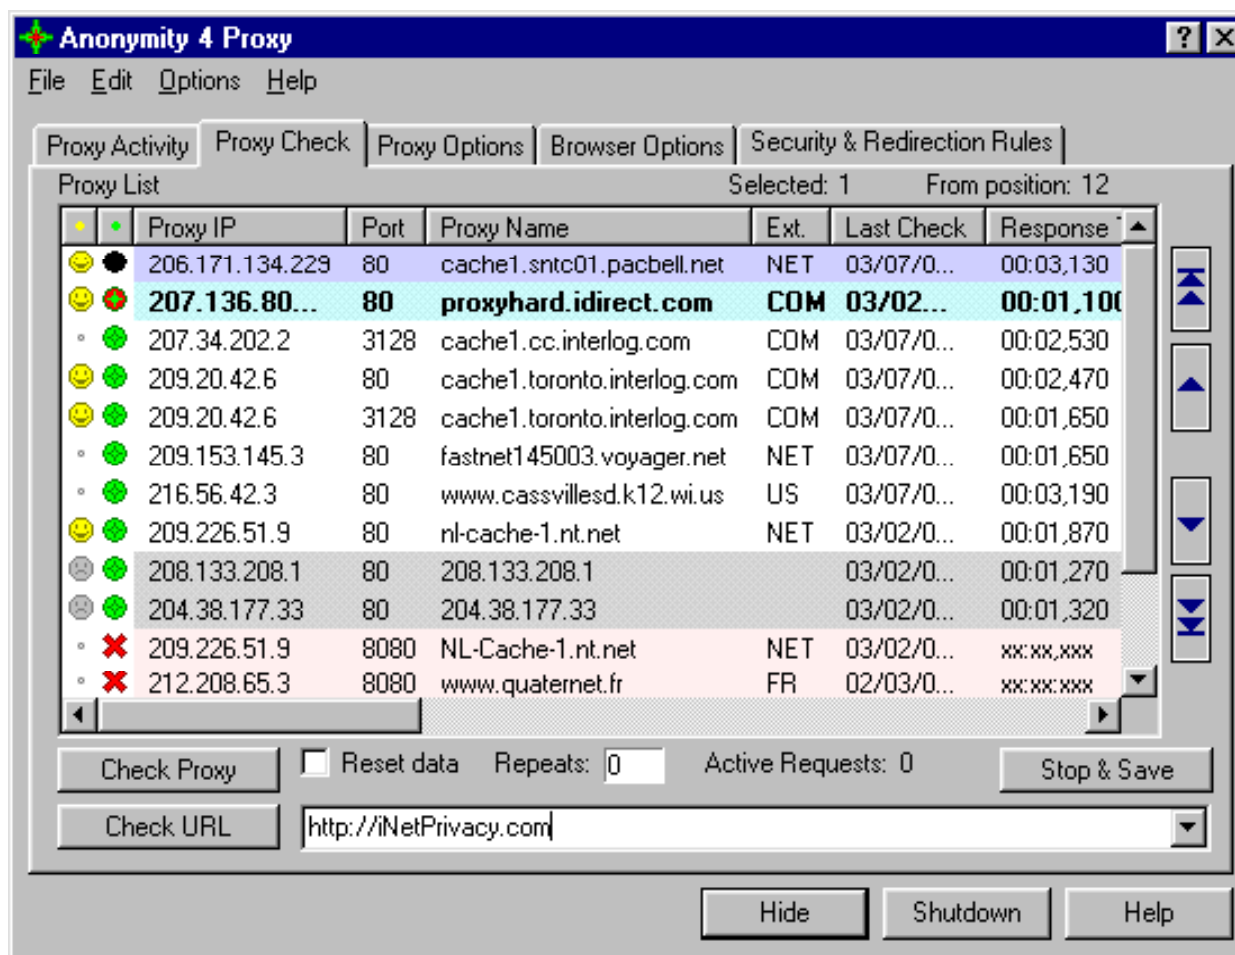 Anonymity 4 Proxy
File Edit Options Help
Proxy Activity Proxy Check Proxy Options Browser Options Security & Redirection Rules
Proxy List Selected: 1 From position: 12
Proxy IP Port Proxy Name Ext. Last Check Response
206.171.134.229 80 cache1.sntc01.pacbell.net NET 03/07/0... 00:03,130
207.136.80... 80 proxyhard.idirect.com COM 03/02... 00:01,100
207.34.202.2 3128 cache1.cc.interlog.com COM 03/07/0... 00:02,530
209.20.42.6 80 cache1.toronto.interlog.com COM 03/07/0... 00:02,470
209.20.42.6 3128 cache1.toronto.interlog.com COM 03/07/0... 00:01,650
209.153.145.3 80 fastnet145003.voyager.net NET 03/07/0... 00:01,650
216.56.42.3 80 www.cassvillesd.k12.wi.us US 03/07/0... 00:03,190
209.226.51.9 80 nl-cache-1.nt.net NET 03/02/0... 00:01,870
208.133.208.1 80 208.133.208.1 03/02/0... 00:01,270
204.38.177.33 80 204.38.177.33 03/02/0... 00:01,320
209.226.51.9 8080 NL-Cache-1.nt.net NET 03/02/0... xx:xx,xxx
212.208.65.3 8080 www.quaternet.fr FR 02/03/0... xx:xx:xxx
Check Proxy Reset data Repeats: 0 Active Requests: 0 Stop & Save
Check URL http://iNetPrivacy.com
Hide Shutdown Help